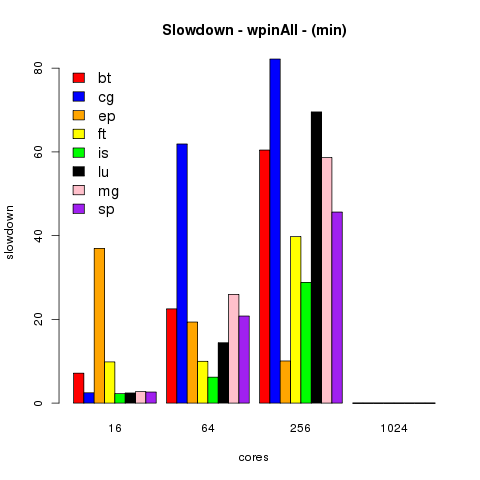 Slowdown - wpinAll - (min)
80
60
40
20
0
slowdown
bt
cg
ep
ft
is
lu
mg
sp
16 64 256 1024
cores